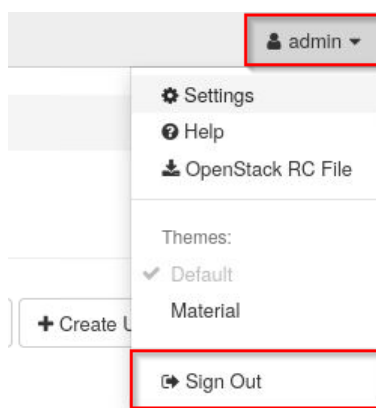 admin
Settings
Help
OpenStack RC File
Themes:
Default
Material
+ Create
Sign Out